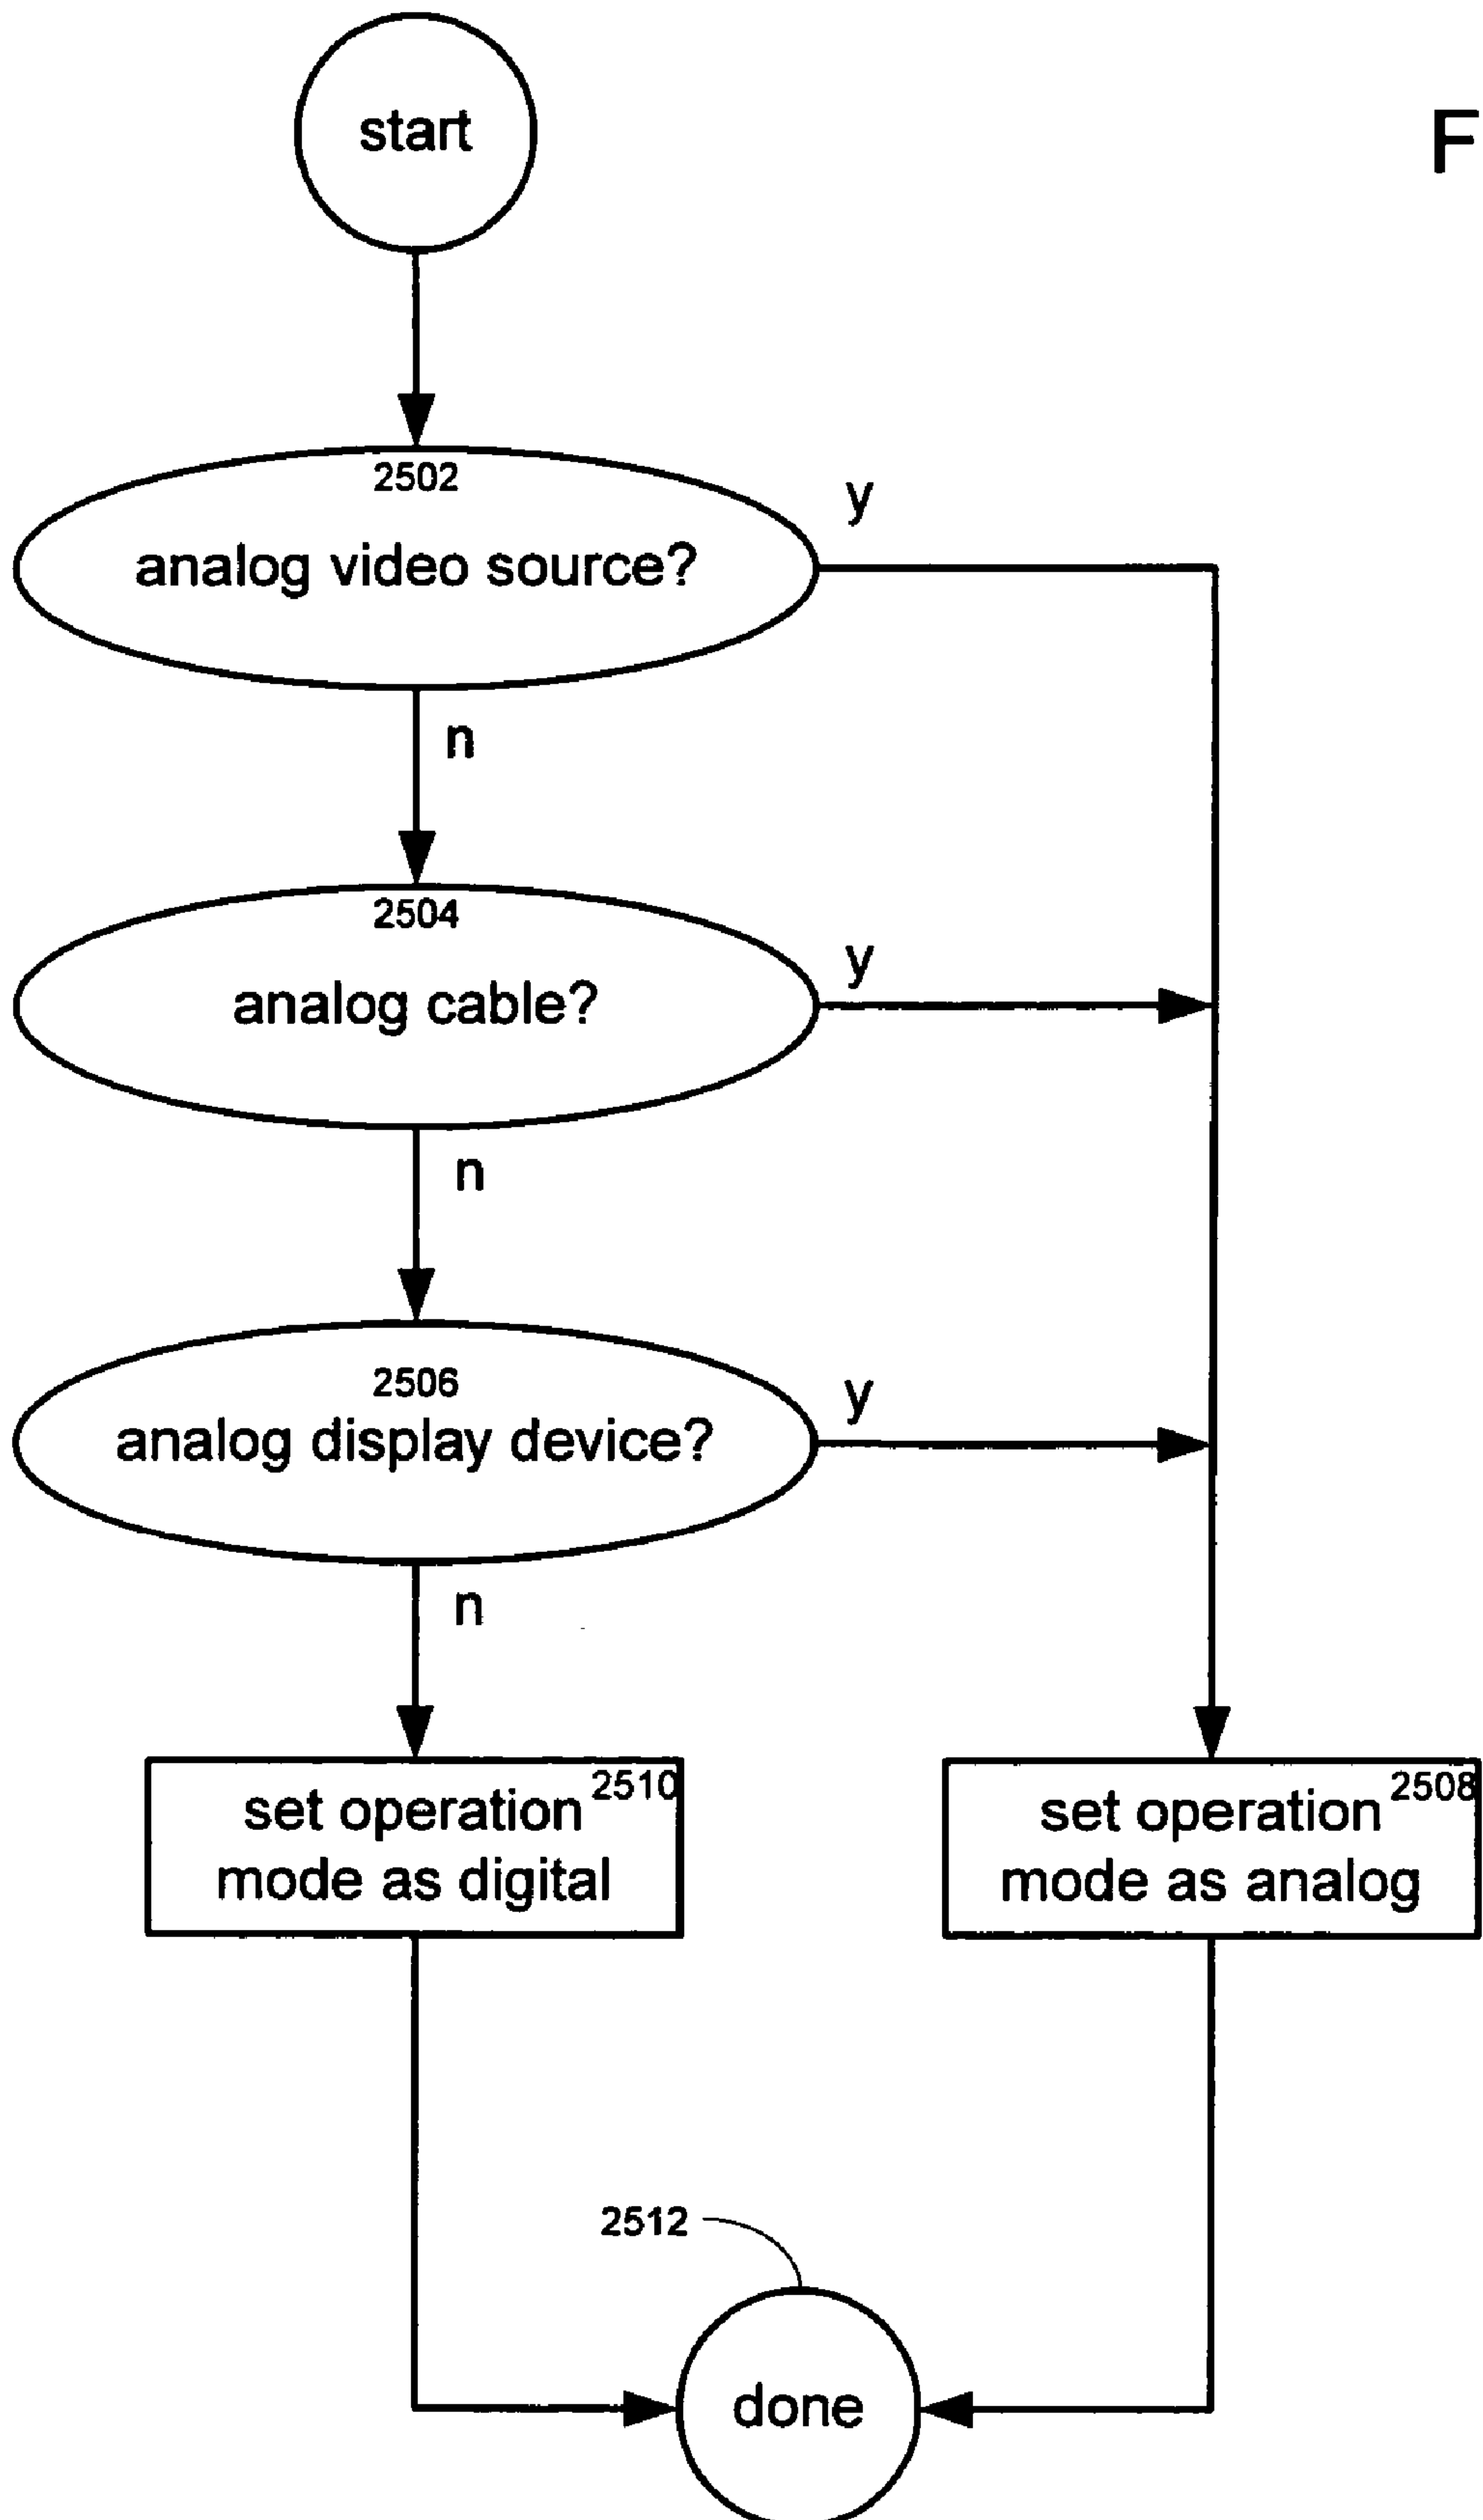 start
F
2502
analog video source?
y
n
2504
analog cable?
y
n
2506
analog display device?
y
n
2510
set operation
mode as digital
2508
set operation
mode as analog
2512
done